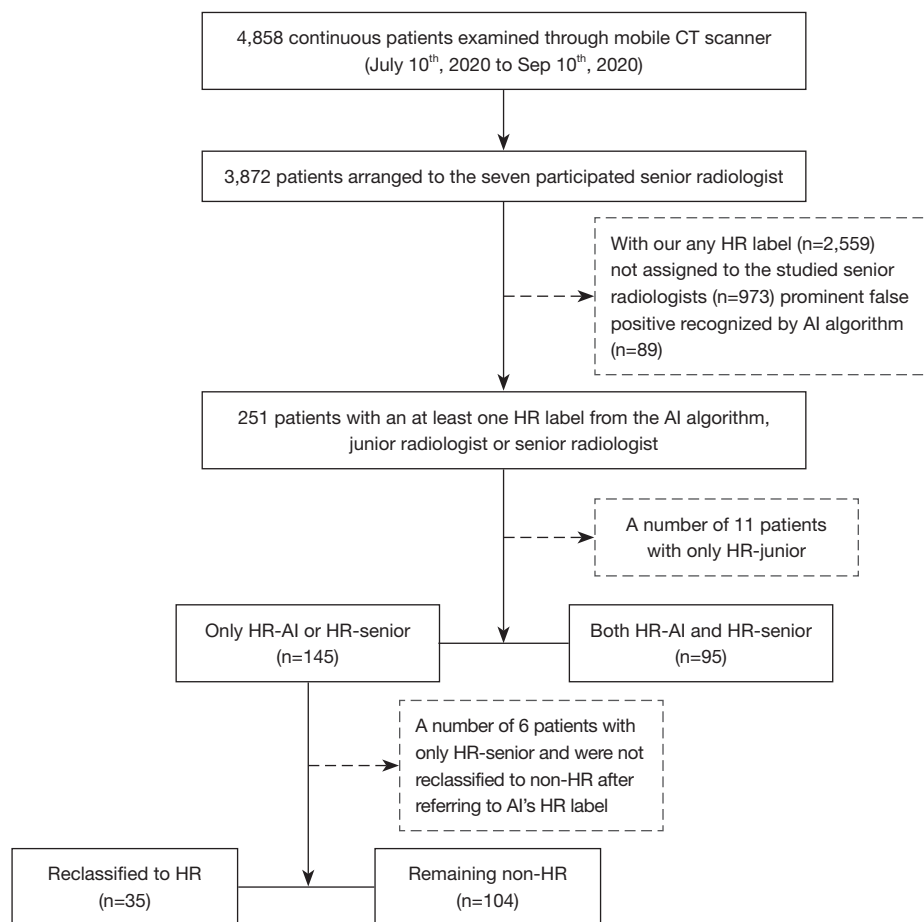 4,858 continuous patients examined through mobile CT scanner
(July 10th, 2020 to Sep 10th, 2020)
3,872 patients arranged to the seven participated senior radiologist
With our any HR label (n=2,559)
not assigned to the studied senior
radiologists (n=973) prominent false
positive recognized by AI algorithm
(n=89)
251 patients with an at least one HR label from the AI algorithm,
junior radiologist or senior radiologist
A number of 11 patients
with only HR-junior
Only HR-AI or HR-senior
(n=145)
Both HR-AI and HR-senior
(n=95)
A number of 6 patients with
only HR-senior and were not
reclassified to non-HR after
referring to AI's HR label
Reclassified to HR
(n=35)
Remaining non-HR
(n=104)